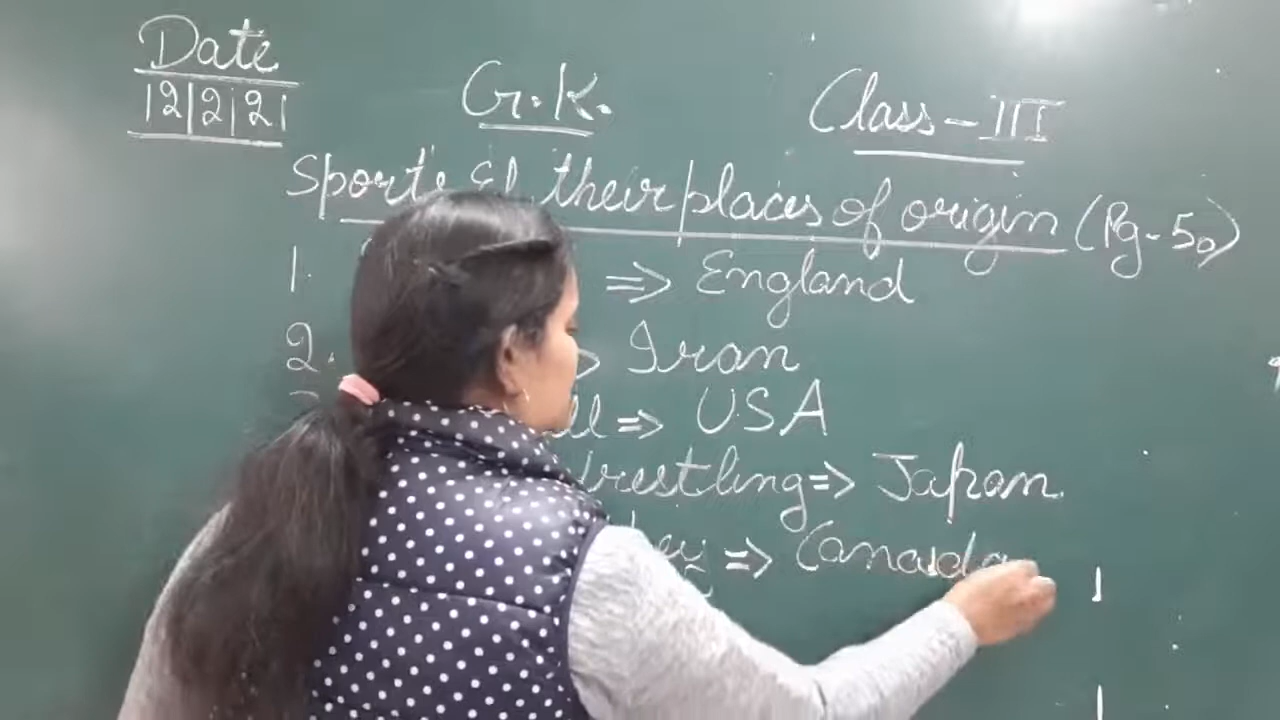 Date
12|2|21
G.K.
Class - III
Sports & their places of origin (Pg-50)
1. => England
2. => Iran
=> USA
Wrestling => Japan.
=> Canada